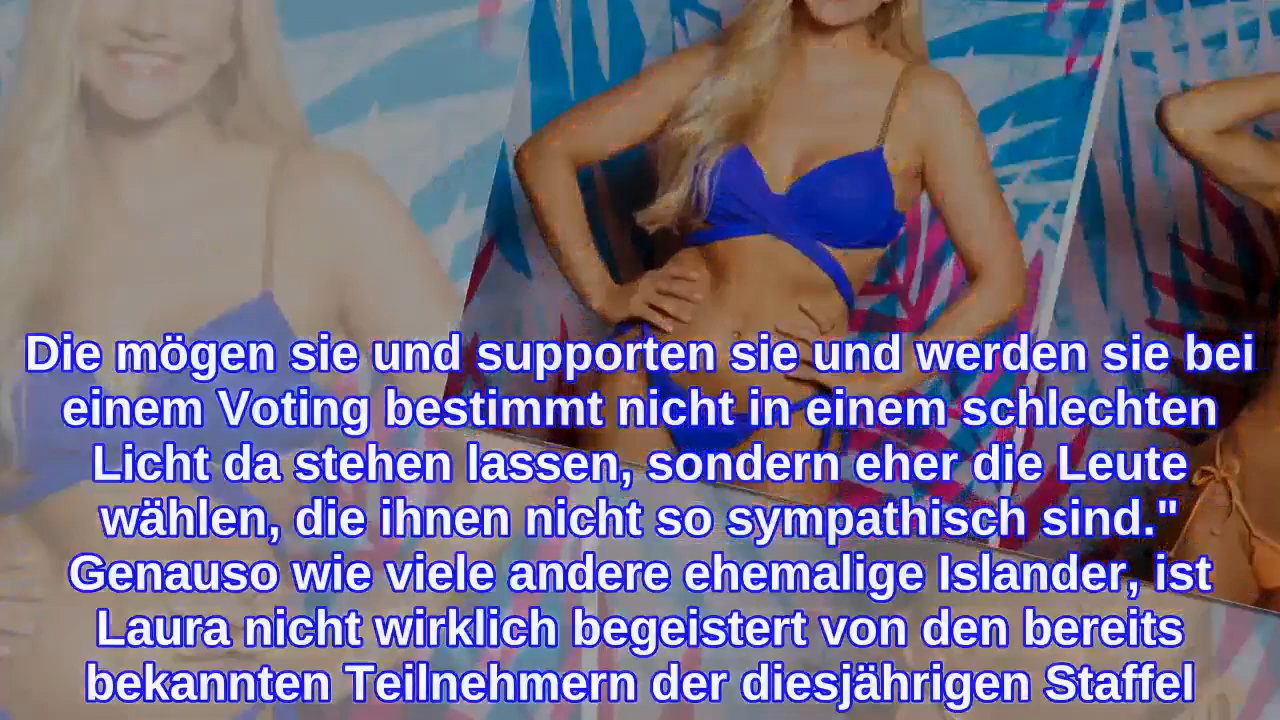 Die mögen sie und supporten sie und werden sie bei
einem Voting bestimmt nicht in einem schlechten
Licht da stehen lassen, sondern eher die Leute
wählen, die ihnen nicht so sympathisch sind."
Genauso wie viele andere ehemalige Islander, ist
Laura nicht wirklich begeistert von den bereits
bekannten Teilnehmern der diesjährigen Staffel